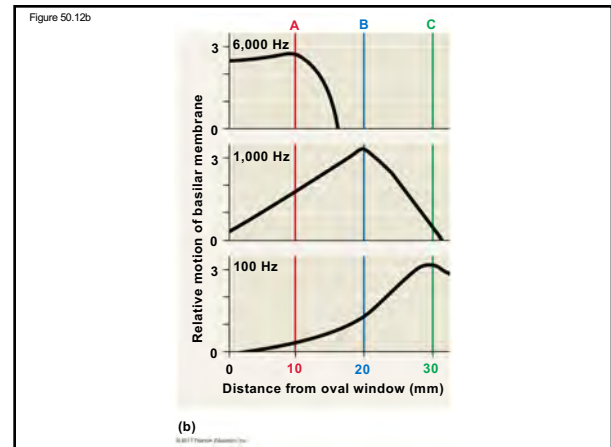 Figure 50.12b
A B C
6,000 Hz
3
0
1,000 Hz
3
0
100 Hz
3
0
Relative motion of basilar membrane
0 10 20 30
Distance from oval window (mm)
(b)